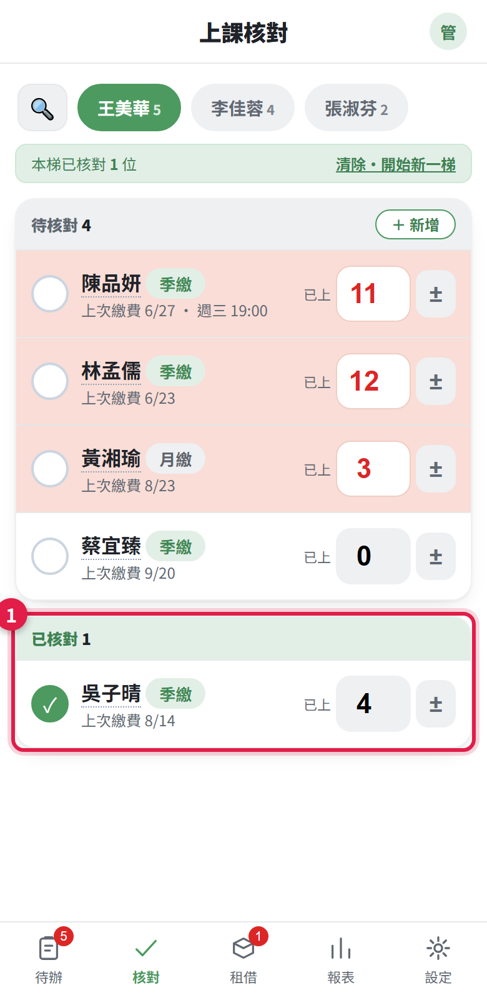 上課核對
管
王美華 5
李佳蓉 4
張淑芬 2
本梯已核對 1 位
清除・開始新一梯
待核對 4
＋ 新增
陳品妍 季繳
上次繳費 6/27 ・ 週三 19:00
已上 11 ±
林孟儒 季繳
上次繳費 6/23
已上 12 ±
黃湘瑜 月繳
上次繳費 8/23
已上 3 ±
蔡宜臻 季繳
上次繳費 9/20
已上 0 ±
1
已核對 1
吳子晴 季繳
上次繳費 8/14
已上 4 ±
5
1
待辦
核對
租借
報表
設定